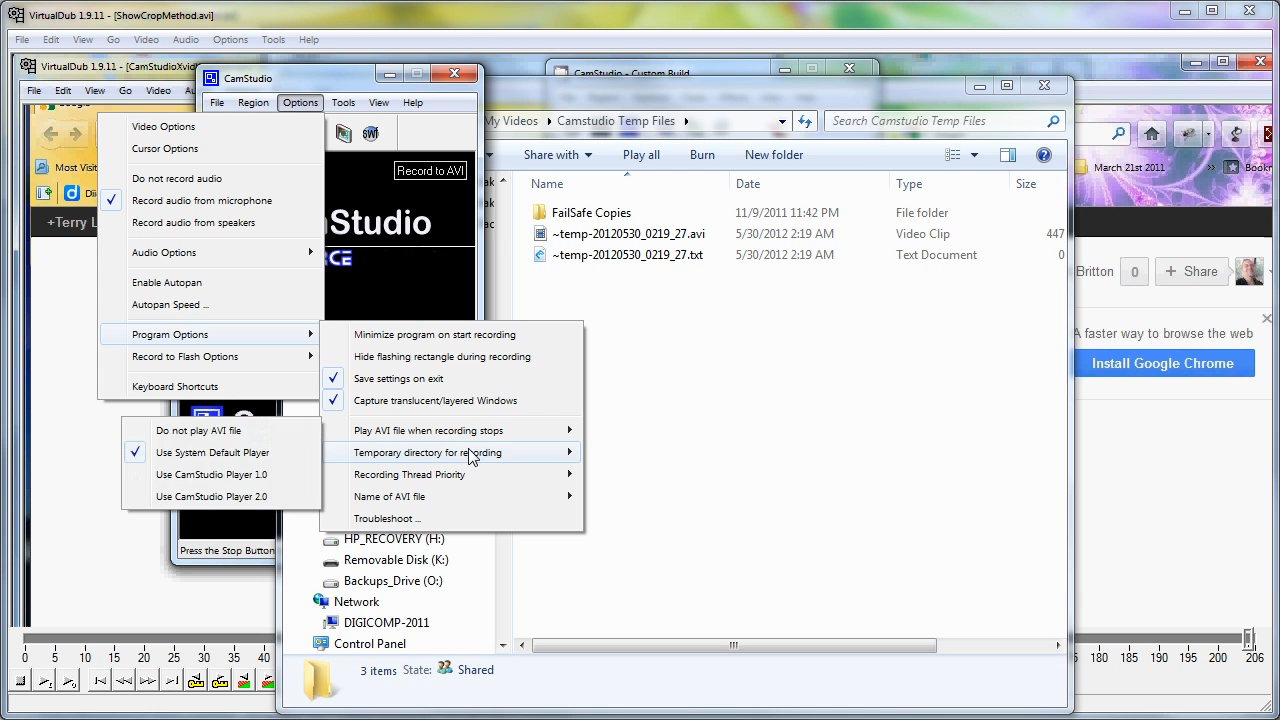 VirtualDub 1.9.11 - [ShowCropMethod.avi]
File Edit View Go Video Audio Options Tools Help
VirtualDub 1.9.11 - [CamStudioXvid
File Edit View Go Video
CamStudio
File Region Options Tools View Help
CamStudio - Custom Build
Most Visit
+Terry L
Video Options
Cursor Options
Do not record audio
Record audio from microphone
Record audio from speakers
Audio Options
Enable Autopan
Autopan Speed ...
Program Options
Record to Flash Options
Keyboard Shortcuts
SWF
Record to AVI
mStudio
RCE
Press the Stop Button
Minimize program on start recording
Hide flashing rectangle during recording
Save settings on exit
Capture translucent/layered Windows
Play AVI file when recording stops
Temporary directory for recording
Recording Thread Priority
Name of AVI file
Troubleshoot ...
Do not play AVI file
Use System Default Player
Use CamStudio Player 1.0
Use CamStudio Player 2.0
My Videos Camstudio Temp Files
Search Camstudio Temp Files
Share with Play all Burn New folder
Name Date Type Size
FailSafe Copies 11/9/2011 11:42 PM File folder
~temp-20120530_0219_27.avi 5/30/2012 2:19 AM Video Clip 447
~temp-20120530_0219_27.txt 5/30/2012 2:19 AM Text Document 0
HP_RECOVERY (H:)
Removable Disk (K:)
Backups_Drive (O:)
Network
DIGICOMP-2011
Control Panel
3 items State: Shared
March 21st 2011 »
Britton 0 + Share
A faster way to browse the web
Install Google Chrome
0 5 10 15 20 25 30 35 40 180 185 190 195 200 206